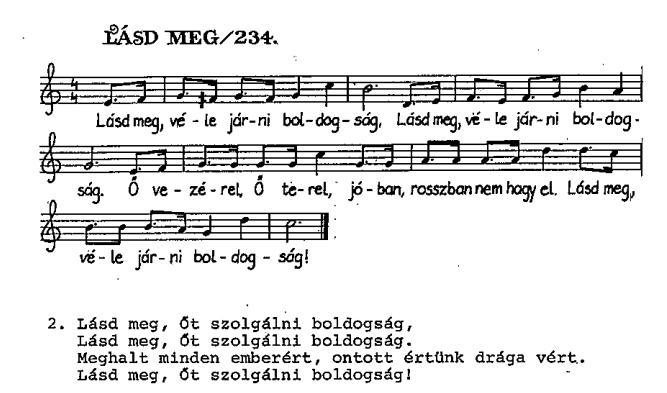 LÁSD MEG/234.
4 4
Lásd meg, vé-le jár-ni bol-dog-ság, Lásd meg, vé-le jár-ni bol-dog-
ság. Ő ve-zé-rel, Ő te-rel, jó-ban, rosszban nem hagy el. Lásd meg,
vé-le jár-ni bol-dog-ság!
2. Lásd meg, Őt szolgálni boldogság,
Lásd meg, Őt szolgálni boldogság.
Meghalt minden emberért, ontott értünk drága vért.
Lásd meg, Őt szolgálni boldogság!